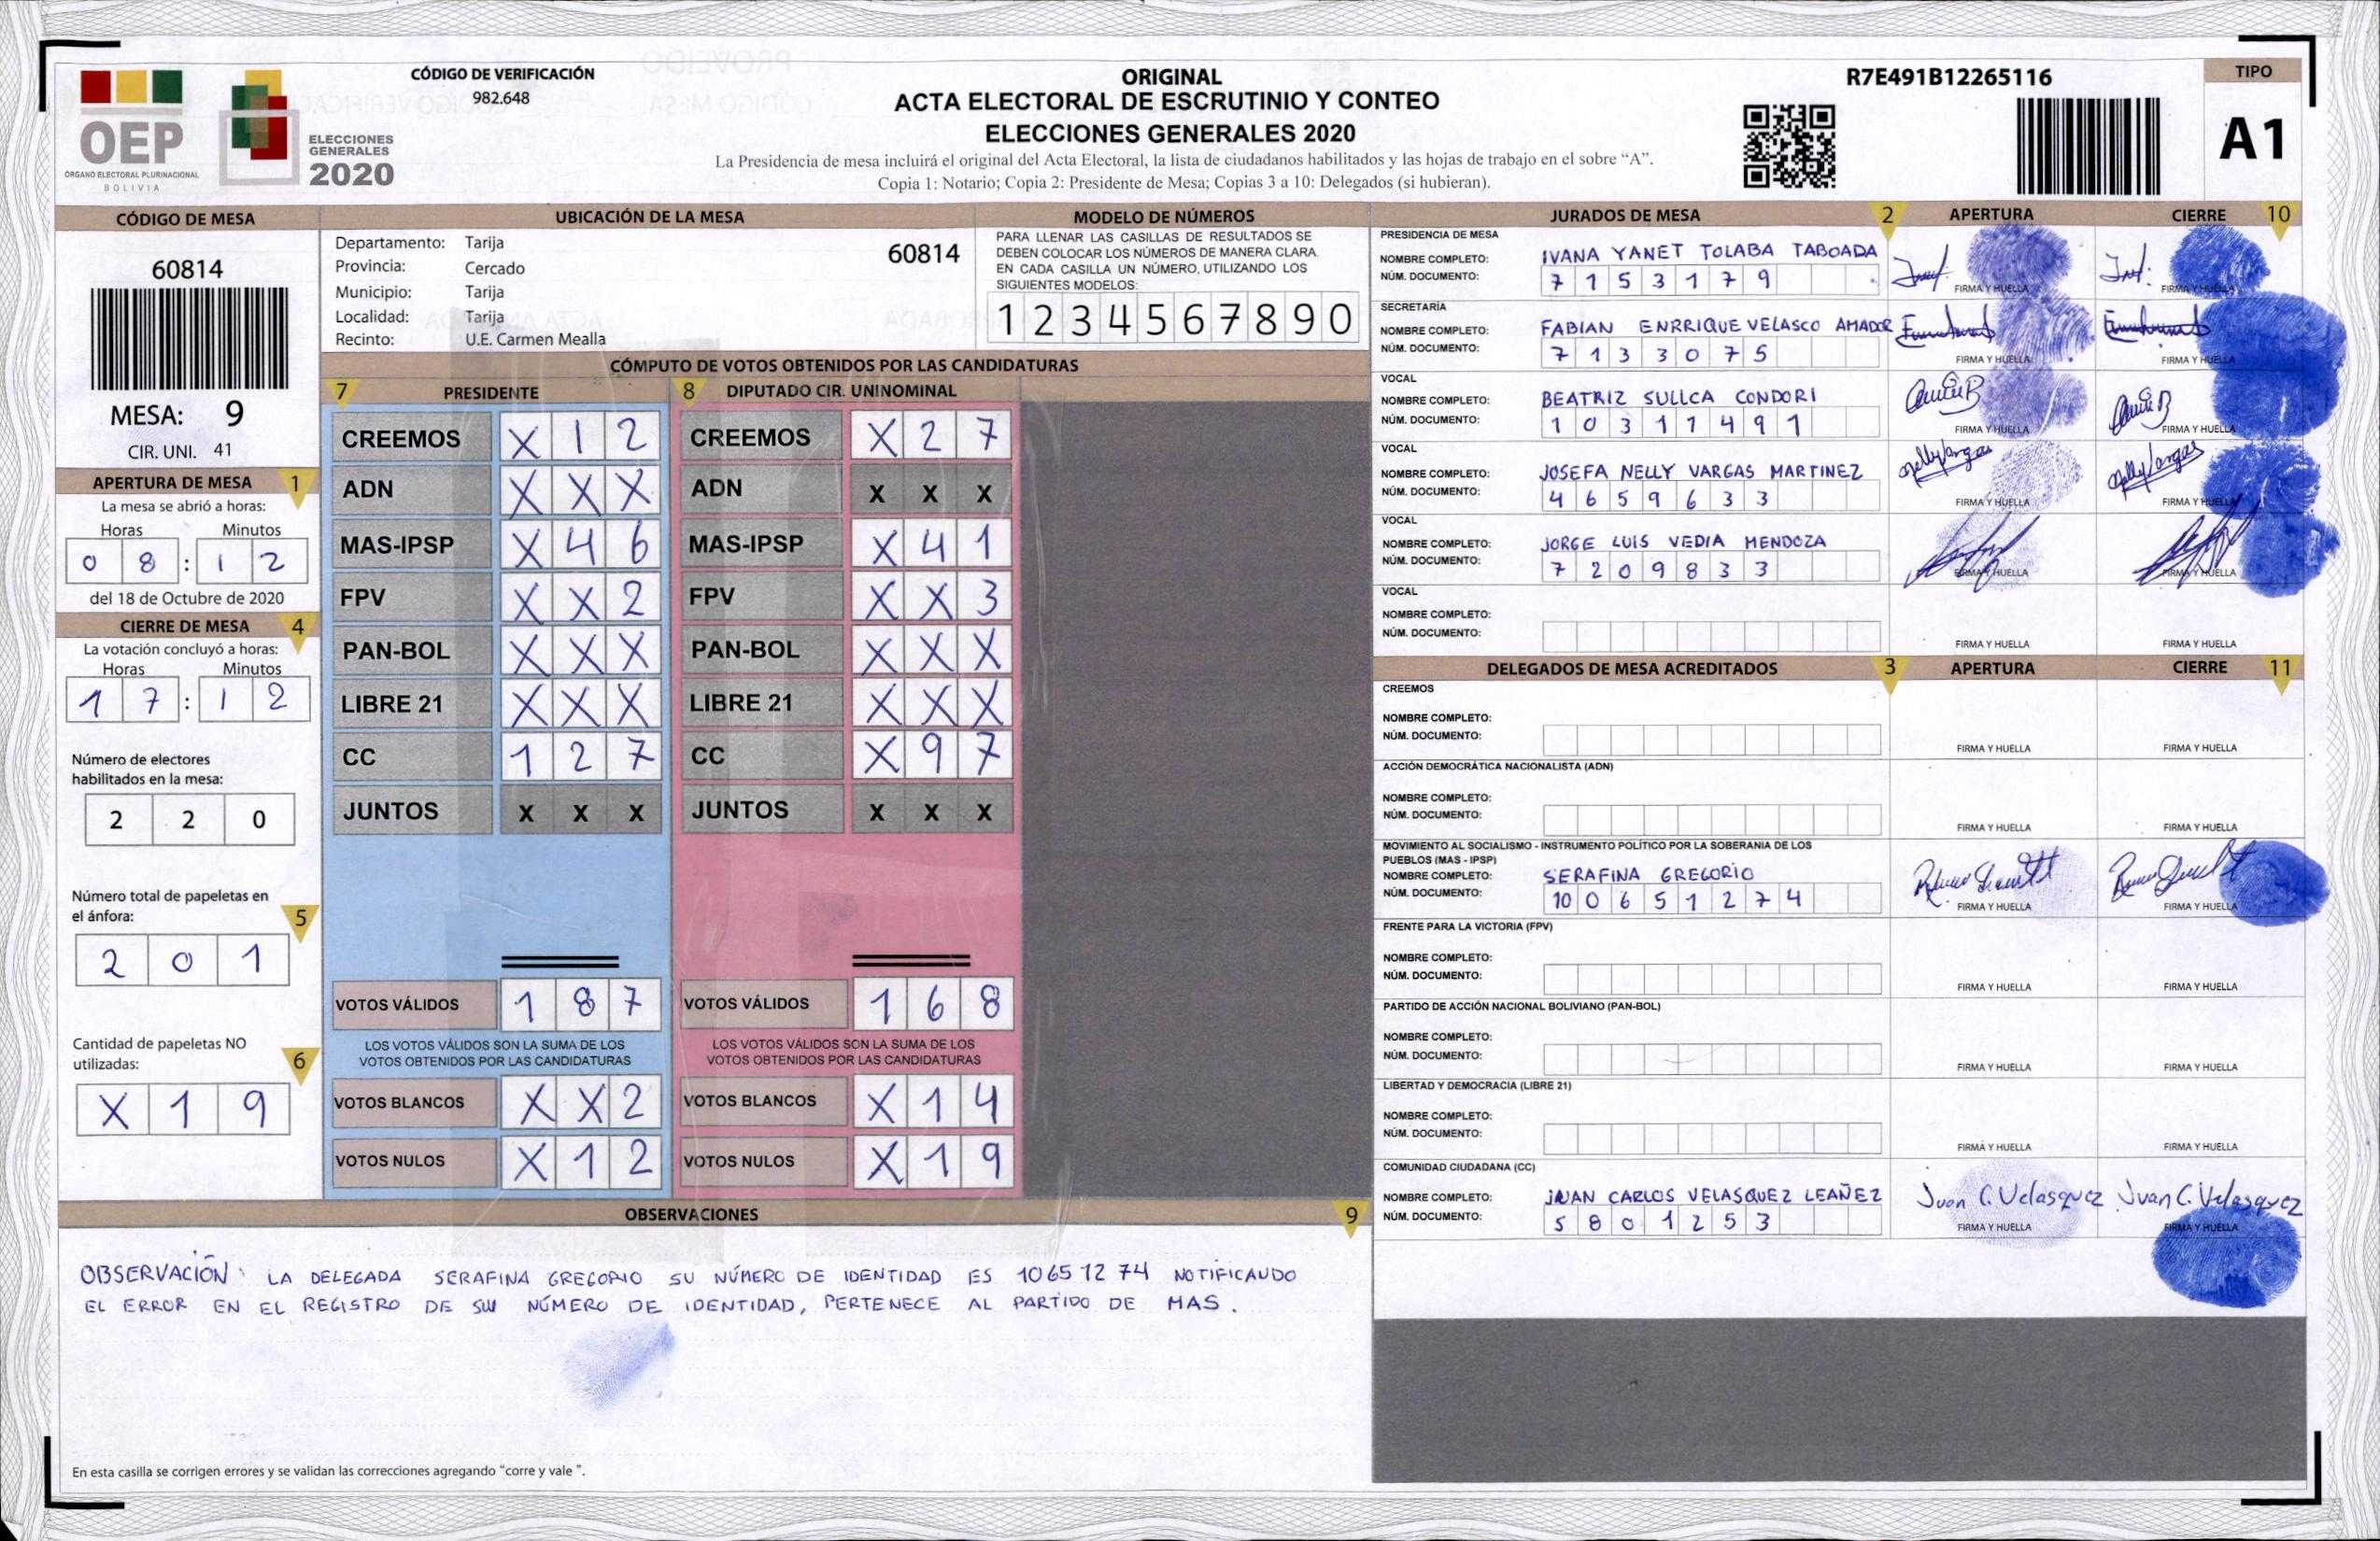 CÓDIGO DE VERIFICACIÓN
982.648
OEP
ÓRGANO ELECTORAL PLURINACIONAL
BOLIVIA
ELECCIONES
GENERALES
2020
ORIGINAL
ACTA ELECTORAL DE ESCRUTINIO Y CONTEO
ELECCIONES GENERALES 2020
La Presidencia de mesa incluirá el original del Acta Electoral, la lista de ciudadanos habilitados y las hojas de trabajo en el sobre “A”.
Copia 1: Notario; Copia 2: Presidente de Mesa; Copias 3 a 10: Delegados (si hubieran).
R7E491B12265116
TIPO
A1
CÓDIGO DE MESA
60814
MESA: 9
CIR. UNI. 41
APERTURA DE MESA 1
La mesa se abrió a horas:
Horas Minutos
0 8 : 1 2
del 18 de Octubre de 2020
CIERRE DE MESA 4
La votación concluyó a horas:
Horas Minutos
1 7 : 1 2
Número de electores
habilitados en la mesa:
2 2 0
Número total de papeletas en
el ánfora: 5
2 0 1
Cantidad de papeletas NO
utilizadas: 6
X 1 9
UBICACIÓN DE LA MESA
Departamento: Tarija 60814
Provincia: Cercado
Municipio: Tarija
Localidad: Tarija
Recinto: U.E. Carmen Mealla
MODELO DE NÚMEROS
PARA LLENAR LAS CASILLAS DE RESULTADOS SE
DEBEN COLOCAR LOS NÚMEROS DE MANERA CLARA.
EN CADA CASILLA UN NÚMERO, UTILIZANDO LOS
SIGUIENTES MODELOS:
1 2 3 4 5 6 7 8 9 0
CÓMPUTO DE VOTOS OBTENIDOS POR LAS CANDIDATURAS
7 PRESIDENTE
CREEMOS X 1 2
ADN X X X
MAS-IPSP X 4 6
FPV X X 2
PAN-BOL X X X
LIBRE 21 X X X
CC 1 2 7
JUNTOS X X X
VOTOS VÁLIDOS 1 8 7
LOS VOTOS VÁLIDOS SON LA SUMA DE LOS
VOTOS OBTENIDOS POR LAS CANDIDATURAS
VOTOS BLANCOS X X 2
VOTOS NULOS X 1 2
8 DIPUTADO CIR. UNINOMINAL
CREEMOS X 2 7
ADN X X X
MAS-IPSP X 4 1
FPV X X 3
PAN-BOL X X X
LIBRE 21 X X X
CC X 9 7
JUNTOS X X X
VOTOS VÁLIDOS 1 6 8
LOS VOTOS VÁLIDOS SON LA SUMA DE LOS
VOTOS OBTENIDOS POR LAS CANDIDATURAS
VOTOS BLANCOS X 1 4
VOTOS NULOS X 1 9
OBSERVACIONES 9
OBSERVACIÓN: LA DELEGADA SERAFINA GREGORIO SU NÚMERO DE IDENTIDAD ES 10651274 NOTIFICANDO
EL ERROR EN EL REGISTRO DE SU NÚMERO DE IDENTIDAD, PERTENECE AL PARTIDO DE MAS.
En esta casilla se corrigen errores y se validan las correcciones agregando “corre y vale ”.
JURADOS DE MESA 2 APERTURA CIERRE 10
PRESIDENCIA DE MESA
NOMBRE COMPLETO: IVANA YANET TOLABA TABOADA
NÚM. DOCUMENTO: 7 1 5 3 1 7 9
FIRMA Y HUELLA FIRMA Y HUELLA
SECRETARÍA
NOMBRE COMPLETO: FABIAN ENRRIQUE VELASCO AMADOR
NÚM. DOCUMENTO: 7 1 3 3 0 7 5
FIRMA Y HUELLA FIRMA Y HUELLA
VOCAL
NOMBRE COMPLETO: BEATRIZ SULLCA CONDORI
NÚM. DOCUMENTO: 1 0 3 1 1 4 9 1
FIRMA Y HUELLA FIRMA Y HUELLA
VOCAL
NOMBRE COMPLETO: JOSEFA NELLY VARGAS MARTINEZ
NÚM. DOCUMENTO: 4 6 5 9 6 3 3
FIRMA Y HUELLA FIRMA Y HUELLA
VOCAL
NOMBRE COMPLETO: JORGE LUIS VEDIA MENDOZA
NÚM. DOCUMENTO: 7 2 0 9 8 3 3
FIRMA Y HUELLA FIRMA Y HUELLA
VOCAL
NOMBRE COMPLETO:
NÚM. DOCUMENTO:
FIRMA Y HUELLA FIRMA Y HUELLA
DELEGADOS DE MESA ACREDITADOS 3 APERTURA CIERRE 11
CREEMOS
NOMBRE COMPLETO:
NÚM. DOCUMENTO:
FIRMA Y HUELLA FIRMA Y HUELLA
ACCIÓN DEMOCRÁTICA NACIONALISTA (ADN)
NOMBRE COMPLETO:
NÚM. DOCUMENTO:
FIRMA Y HUELLA FIRMA Y HUELLA
MOVIMIENTO AL SOCIALISMO - INSTRUMENTO POLÍTICO POR LA SOBERANIA DE LOS
PUEBLOS (MAS - IPSP)
NOMBRE COMPLETO: SERAFINA GREGORIO
NÚM. DOCUMENTO: 10 0 6 5 1 2 7 4
FIRMA Y HUELLA FIRMA Y HUELLA
FRENTE PARA LA VICTORIA (FPV)
NOMBRE COMPLETO:
NÚM. DOCUMENTO:
FIRMA Y HUELLA FIRMA Y HUELLA
PARTIDO DE ACCIÓN NACIONAL BOLIVIANO (PAN-BOL)
NOMBRE COMPLETO:
NÚM. DOCUMENTO:
FIRMA Y HUELLA FIRMA Y HUELLA
LIBERTAD Y DEMOCRACIA (LIBRE 21)
NOMBRE COMPLETO:
NÚM. DOCUMENTO:
FIRMA Y HUELLA FIRMA Y HUELLA
COMUNIDAD CIUDADANA (CC)
NOMBRE COMPLETO: JUAN CARLOS VELASQUEZ LEAÑEZ Juan C. Velasquez Juan C. Velasquez
NÚM. DOCUMENTO: 5 8 0 1 2 5 3
FIRMA Y HUELLA FIRMA Y HUELLA